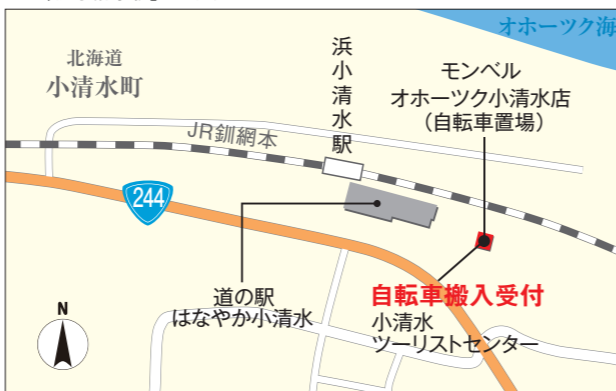 オホーツク海
北海道
小清水町
浜小清水駅
モンベル
オホーツク小清水店
（自転車置場）
JR釧網本
244
自転車搬入受付
小清水
ツーリストセンター
道の駅
はなやか小清水
N